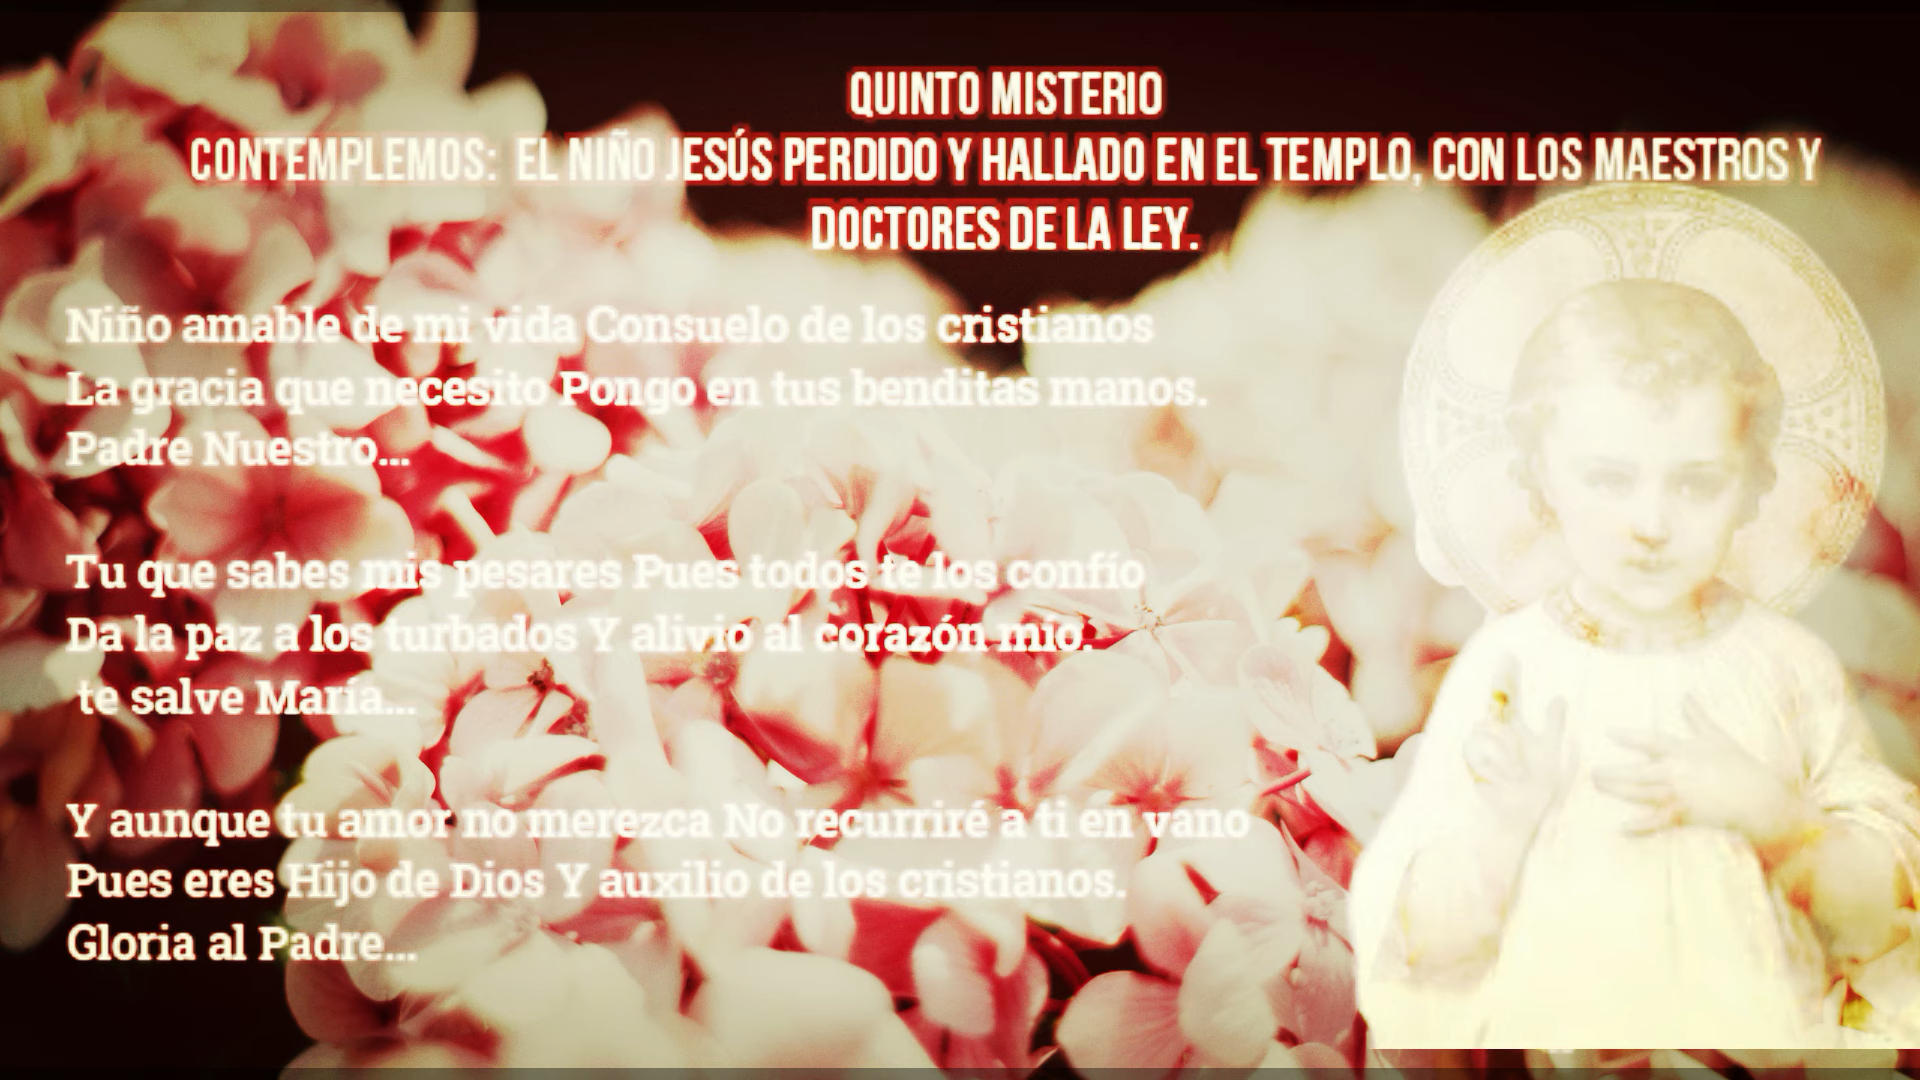 QUINTO MISTERIO
CONTEMPLEMOS: EL NIÑO JESÚS PERDIDO Y HALLADO EN EL TEMPLO, CON LOS MAESTROS Y
DOCTORES DE LA LEY.
Niño amable de mi vida Consuelo de los cristianos
La gracia que necesito Pongo en tus benditas manos.
Padre Nuestro...
Tu que sabes mis pesares Pues todos te los confío
Da la paz a los turbados Y alivio al corazón mio.
te salve María...
Y aunque tu amor no merezca No recurriré a ti en vano
Pues eres Hijo de Dios Y auxilio de los cristianos.
Gloria al Padre...